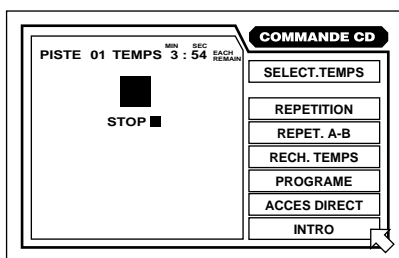 COMMANDE CD
PISTE 01 TEMPS MIN 3 : SEC 54 EACH REMAIN
STOP
SELECT.TEMPS
REPETITION
REPET. A-B
RECH. TEMPS
PROGRAME
ACCES DIRECT
INTRO